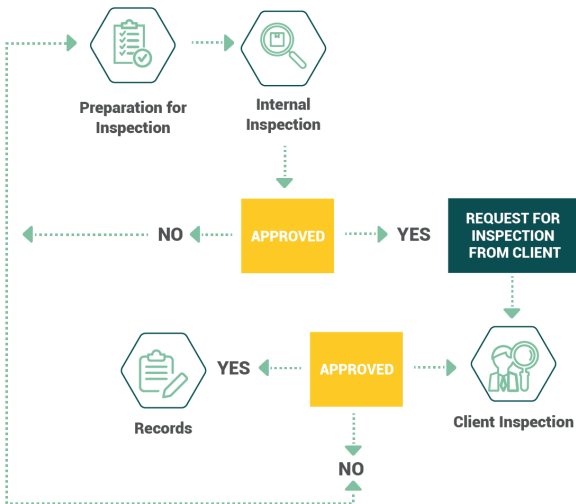 Preparation for
Inspection
Internal
Inspection
NO
APPROVED
YES
REQUEST FOR
INSPECTION
FROM CLIENT
YES
APPROVED
Records
Client Inspection
NO